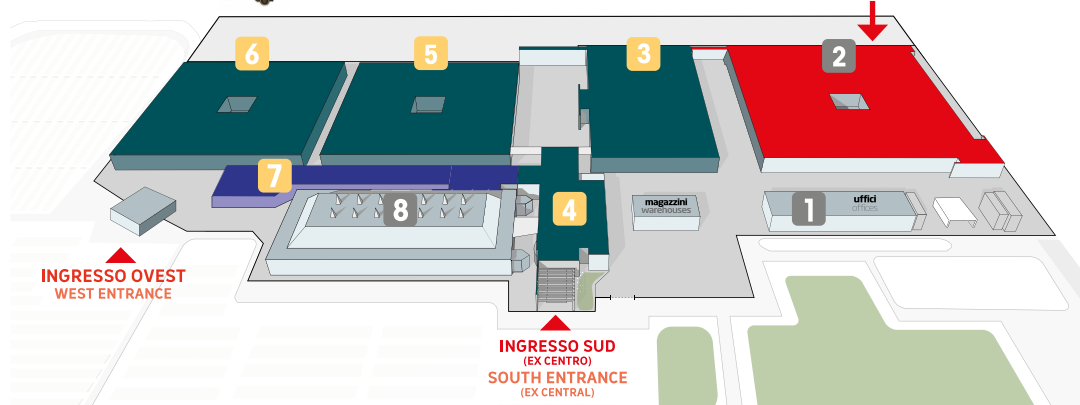 6
5
3
2
7
8
4
magazzini
warehouses
1
uffici
offices
INGRESSO OVEST
WEST ENTRANCE
INGRESSO SUD
(EX CENTRO)
SOUTH ENTRANCE
(EX CENTRAL)